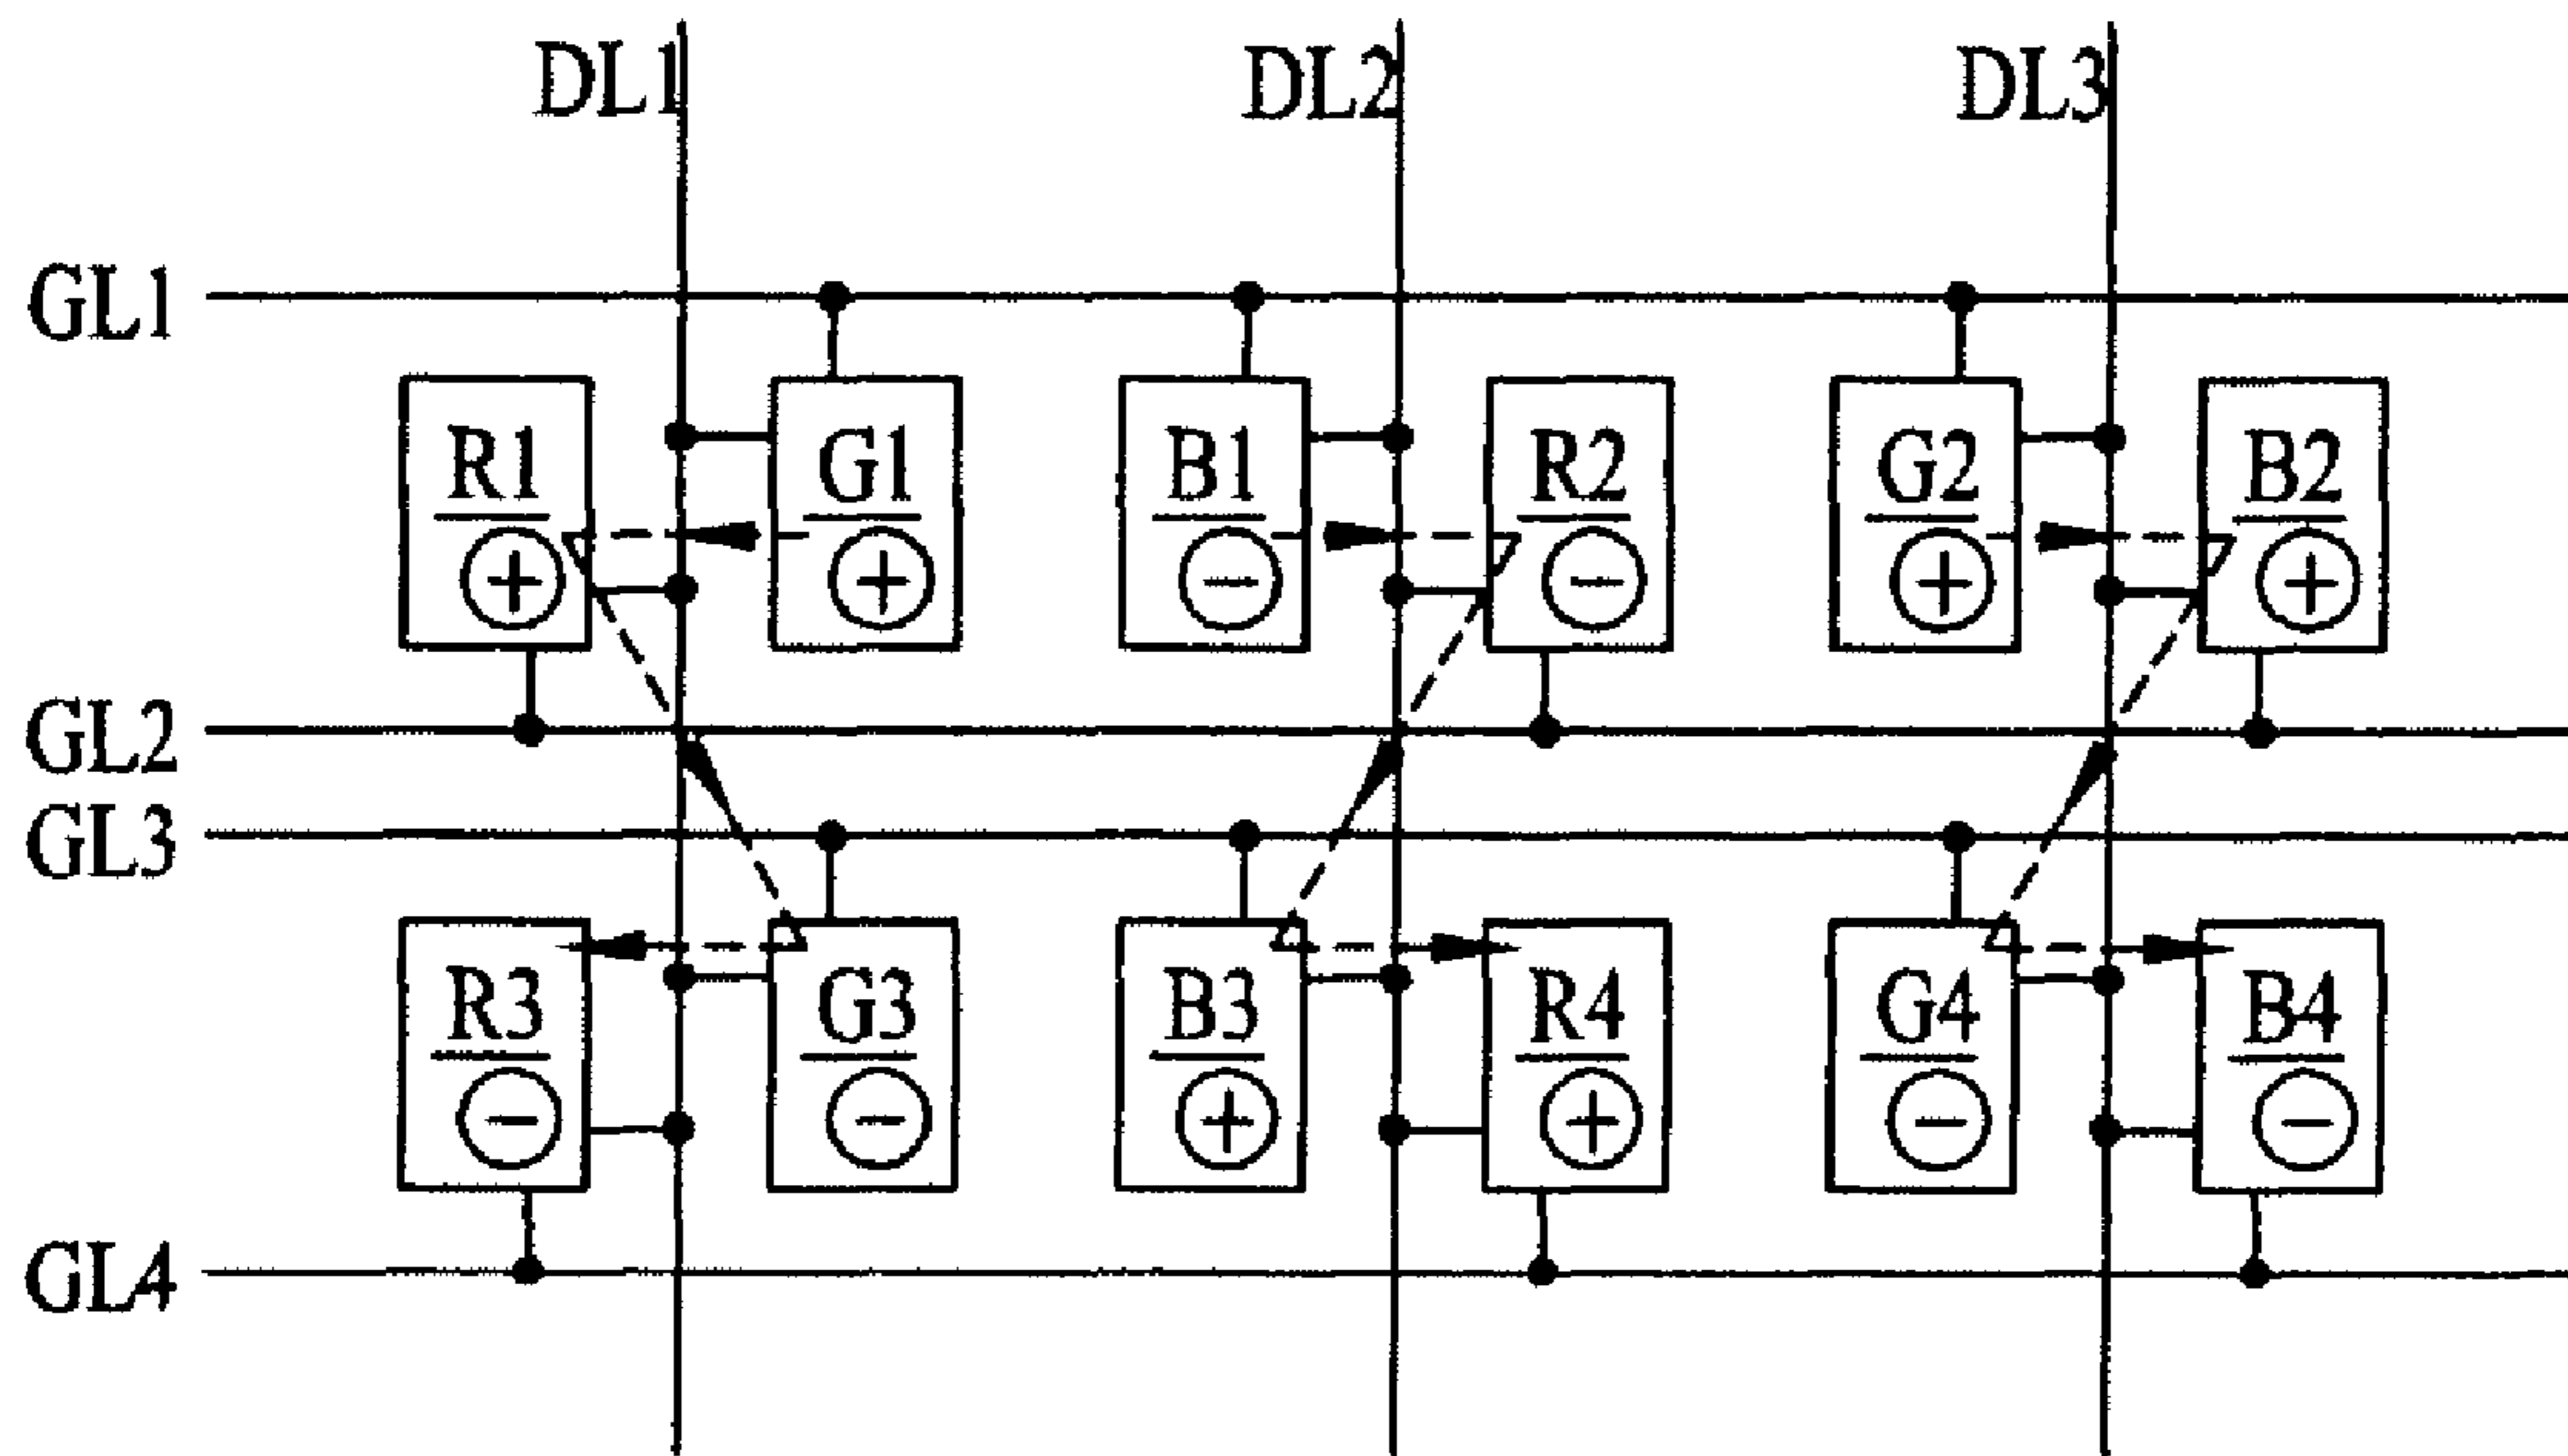 DL1 DL2 DL3
GL1
R1 G1 B1 R2 G2 B2
+ + − − + +
GL2
GL3
R3 G3 B3 R4 G4 B4
− − + + − −
GL4